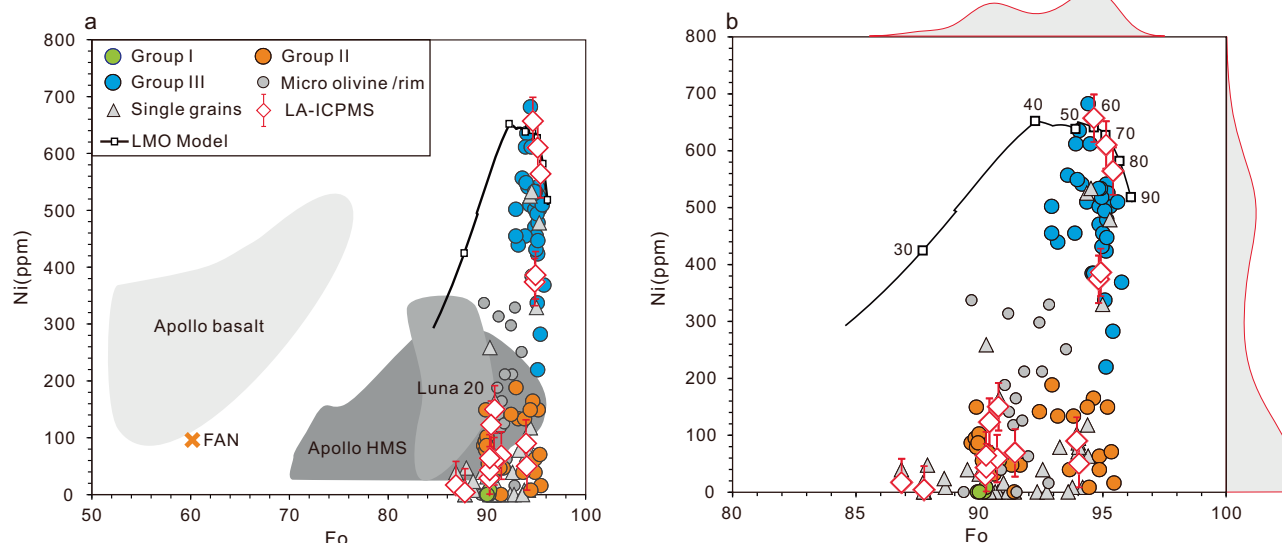 a
Ni(ppm)
800
700
600
500
400
300
200
100
0
Group I
Group II
Group III
Micro olivine /rim
Single grains
LA-ICPMS
LMO Model
Apollo basalt
Luna 20
FAN
Apollo HMS
50 60 70 80 90 100
Fo
b
Ni(ppm)
800
700
600
500
400
300
200
100
0
40
50
60
70
80
90
30
80 85 90 95 100
Fo